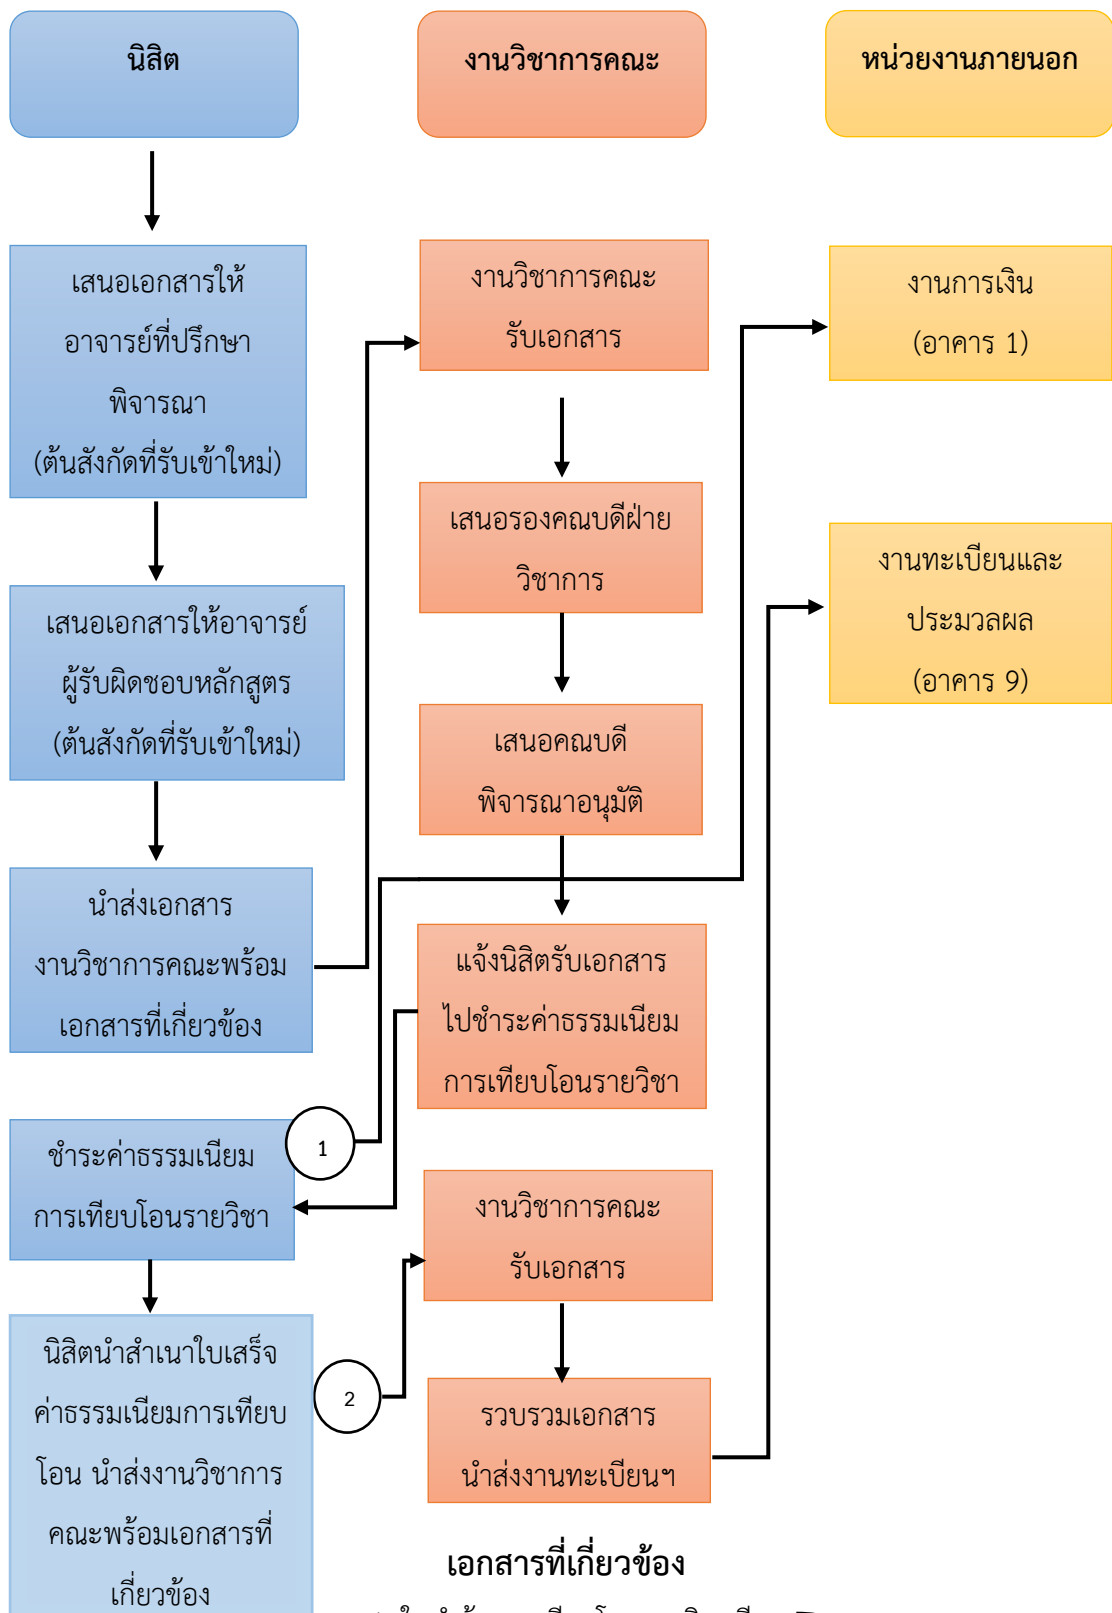 นิสิต
งานวิชาการคณะ
หน่วยงานภายนอก
เสนอเอกสารให้
อาจารย์ที่ปรึกษา
พิจารณา
(ต้นสังกัดที่รับเข้าใหม่)
เสนอเอกสารให้อาจารย์
ผู้รับผิดชอบหลักสูตร
(ต้นสังกัดที่รับเข้าใหม่)
นำส่งเอกสาร
งานวิชาการคณะพร้อม
เอกสารที่เกี่ยวข้อง
งานวิชาการคณะ
รับเอกสาร
เสนอรองคณบดีฝ่าย
วิชาการ
เสนอคณบดี
พิจารณาอนุมัติ
แจ้งนิสิตรับเอกสาร
ไปชำระค่าธรรมเนียม
การเทียบโอนรายวิชา
ชำระค่าธรรมเนียม
การเทียบโอนรายวิชา
1
งานการเงิน
(อาคาร 1)
นิสิตนำสำเนาใบเสร็จ
ค่าธรรมเนียมการเทียบ
โอน นำส่งงานวิชาการ
คณะพร้อมเอกสารที่
เกี่ยวข้อง
2
งานวิชาการคณะ
รับเอกสาร
รวบรวมเอกสาร
นำส่งงานทะเบียนฯ
งานทะเบียนและ
ประมวลผล
(อาคาร 9)
เอกสารที่เกี่ยวข้อง